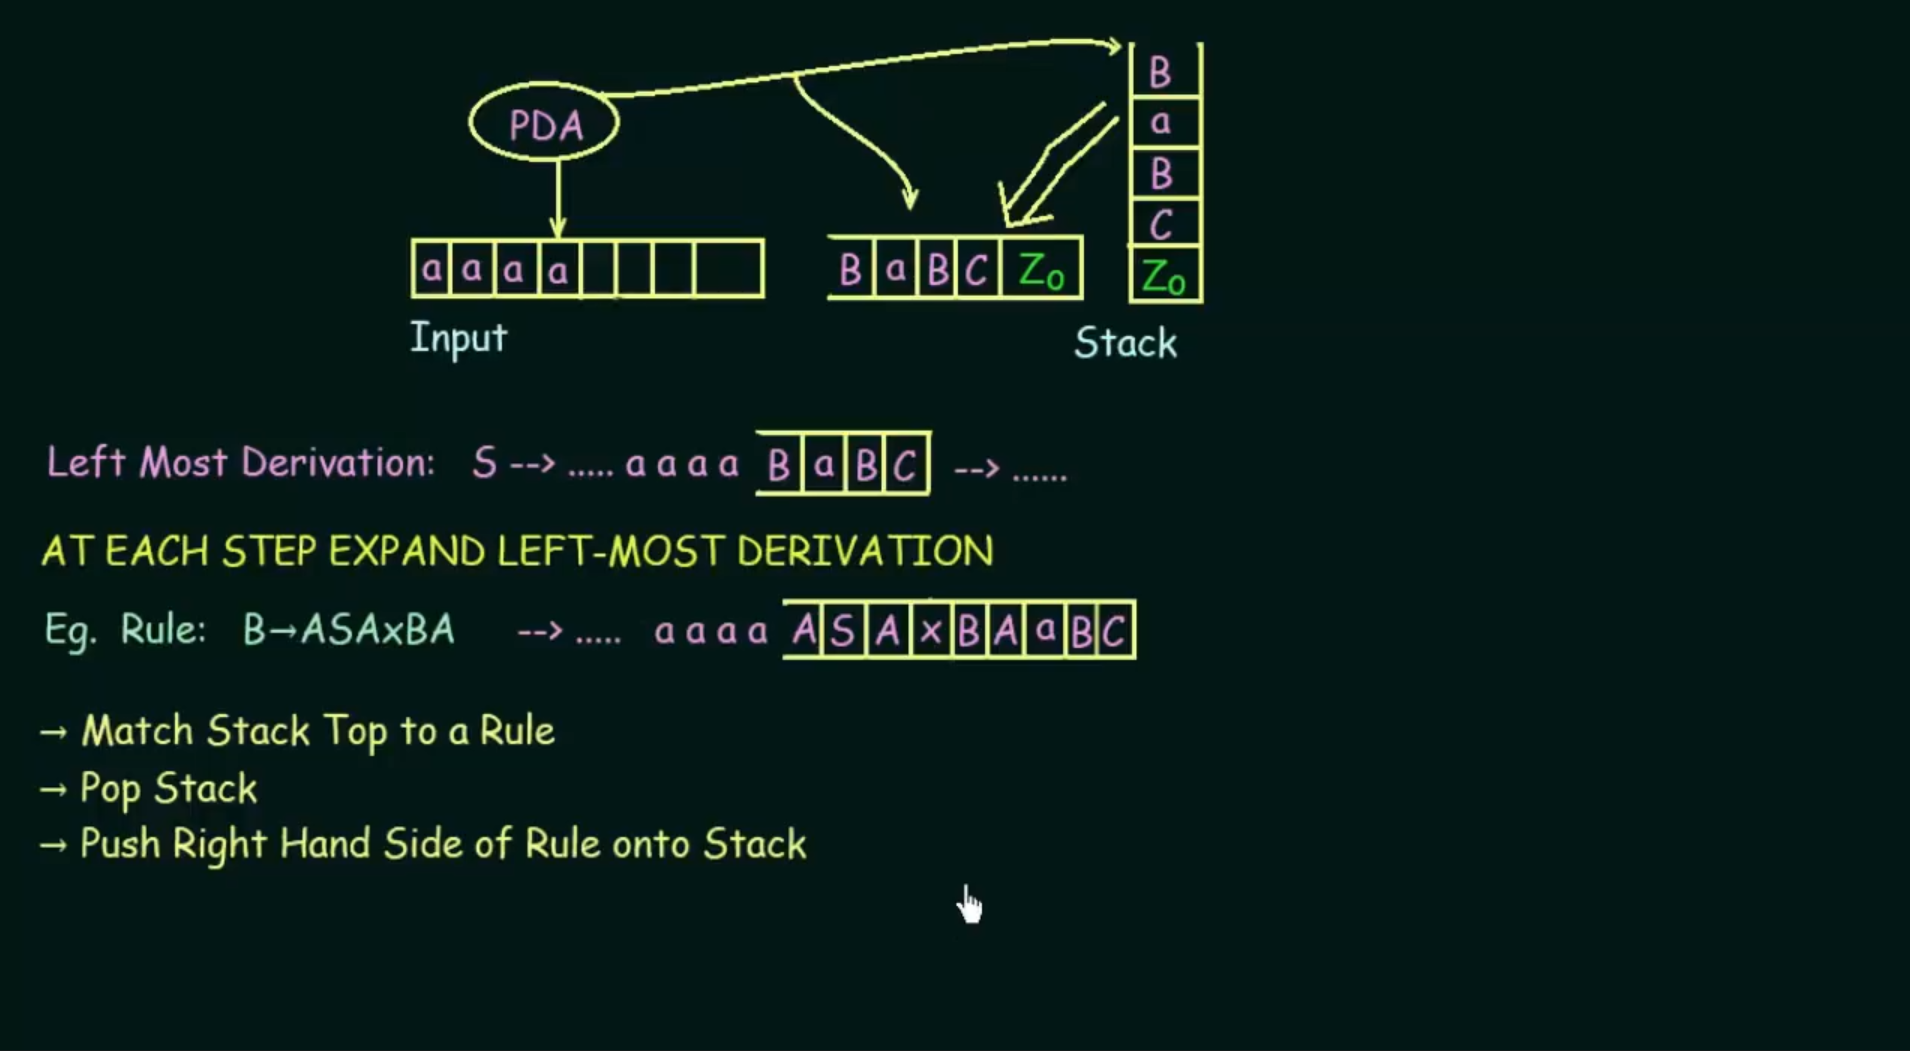 PDA
B
a
B
C
Z₀
a a a a
B a B C Z₀
Input
Stack
Left Most Derivation: S --> ..... a a a a B a B C --> ......
AT EACH STEP EXPAND LEFT-MOST DERIVATION
Eg. Rule: B→ASAxBA --> ..... a a a a A S A x B A a B C
→ Match Stack Top to a Rule
→ Pop Stack
→ Push Right Hand Side of Rule onto Stack